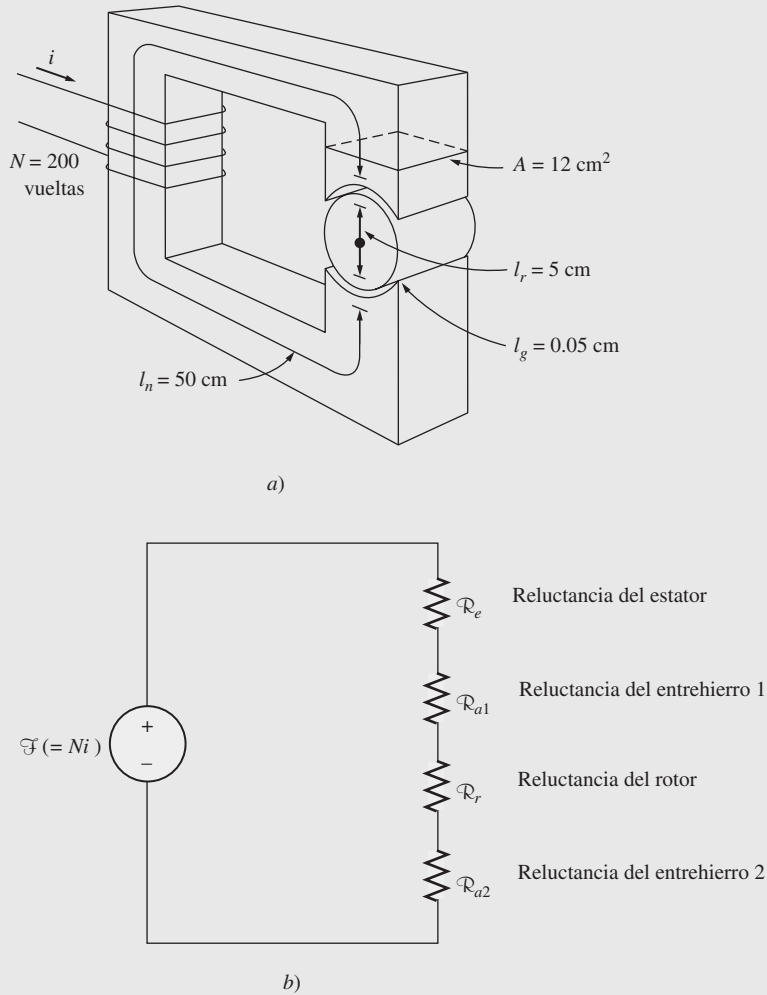 i
N = 200
vueltas
A = 12 cm²
lᵣ = 5 cm
l_g = 0.05 cm
lₙ = 50 cm
a)
ℛₑ Reluctancia del estator
ℛₐ₁ Reluctancia del entrehierro 1
+
ℱ (= Ni )
–
ℛᵣ Reluctancia del rotor
ℛₐ₂ Reluctancia del entrehierro 2
b)